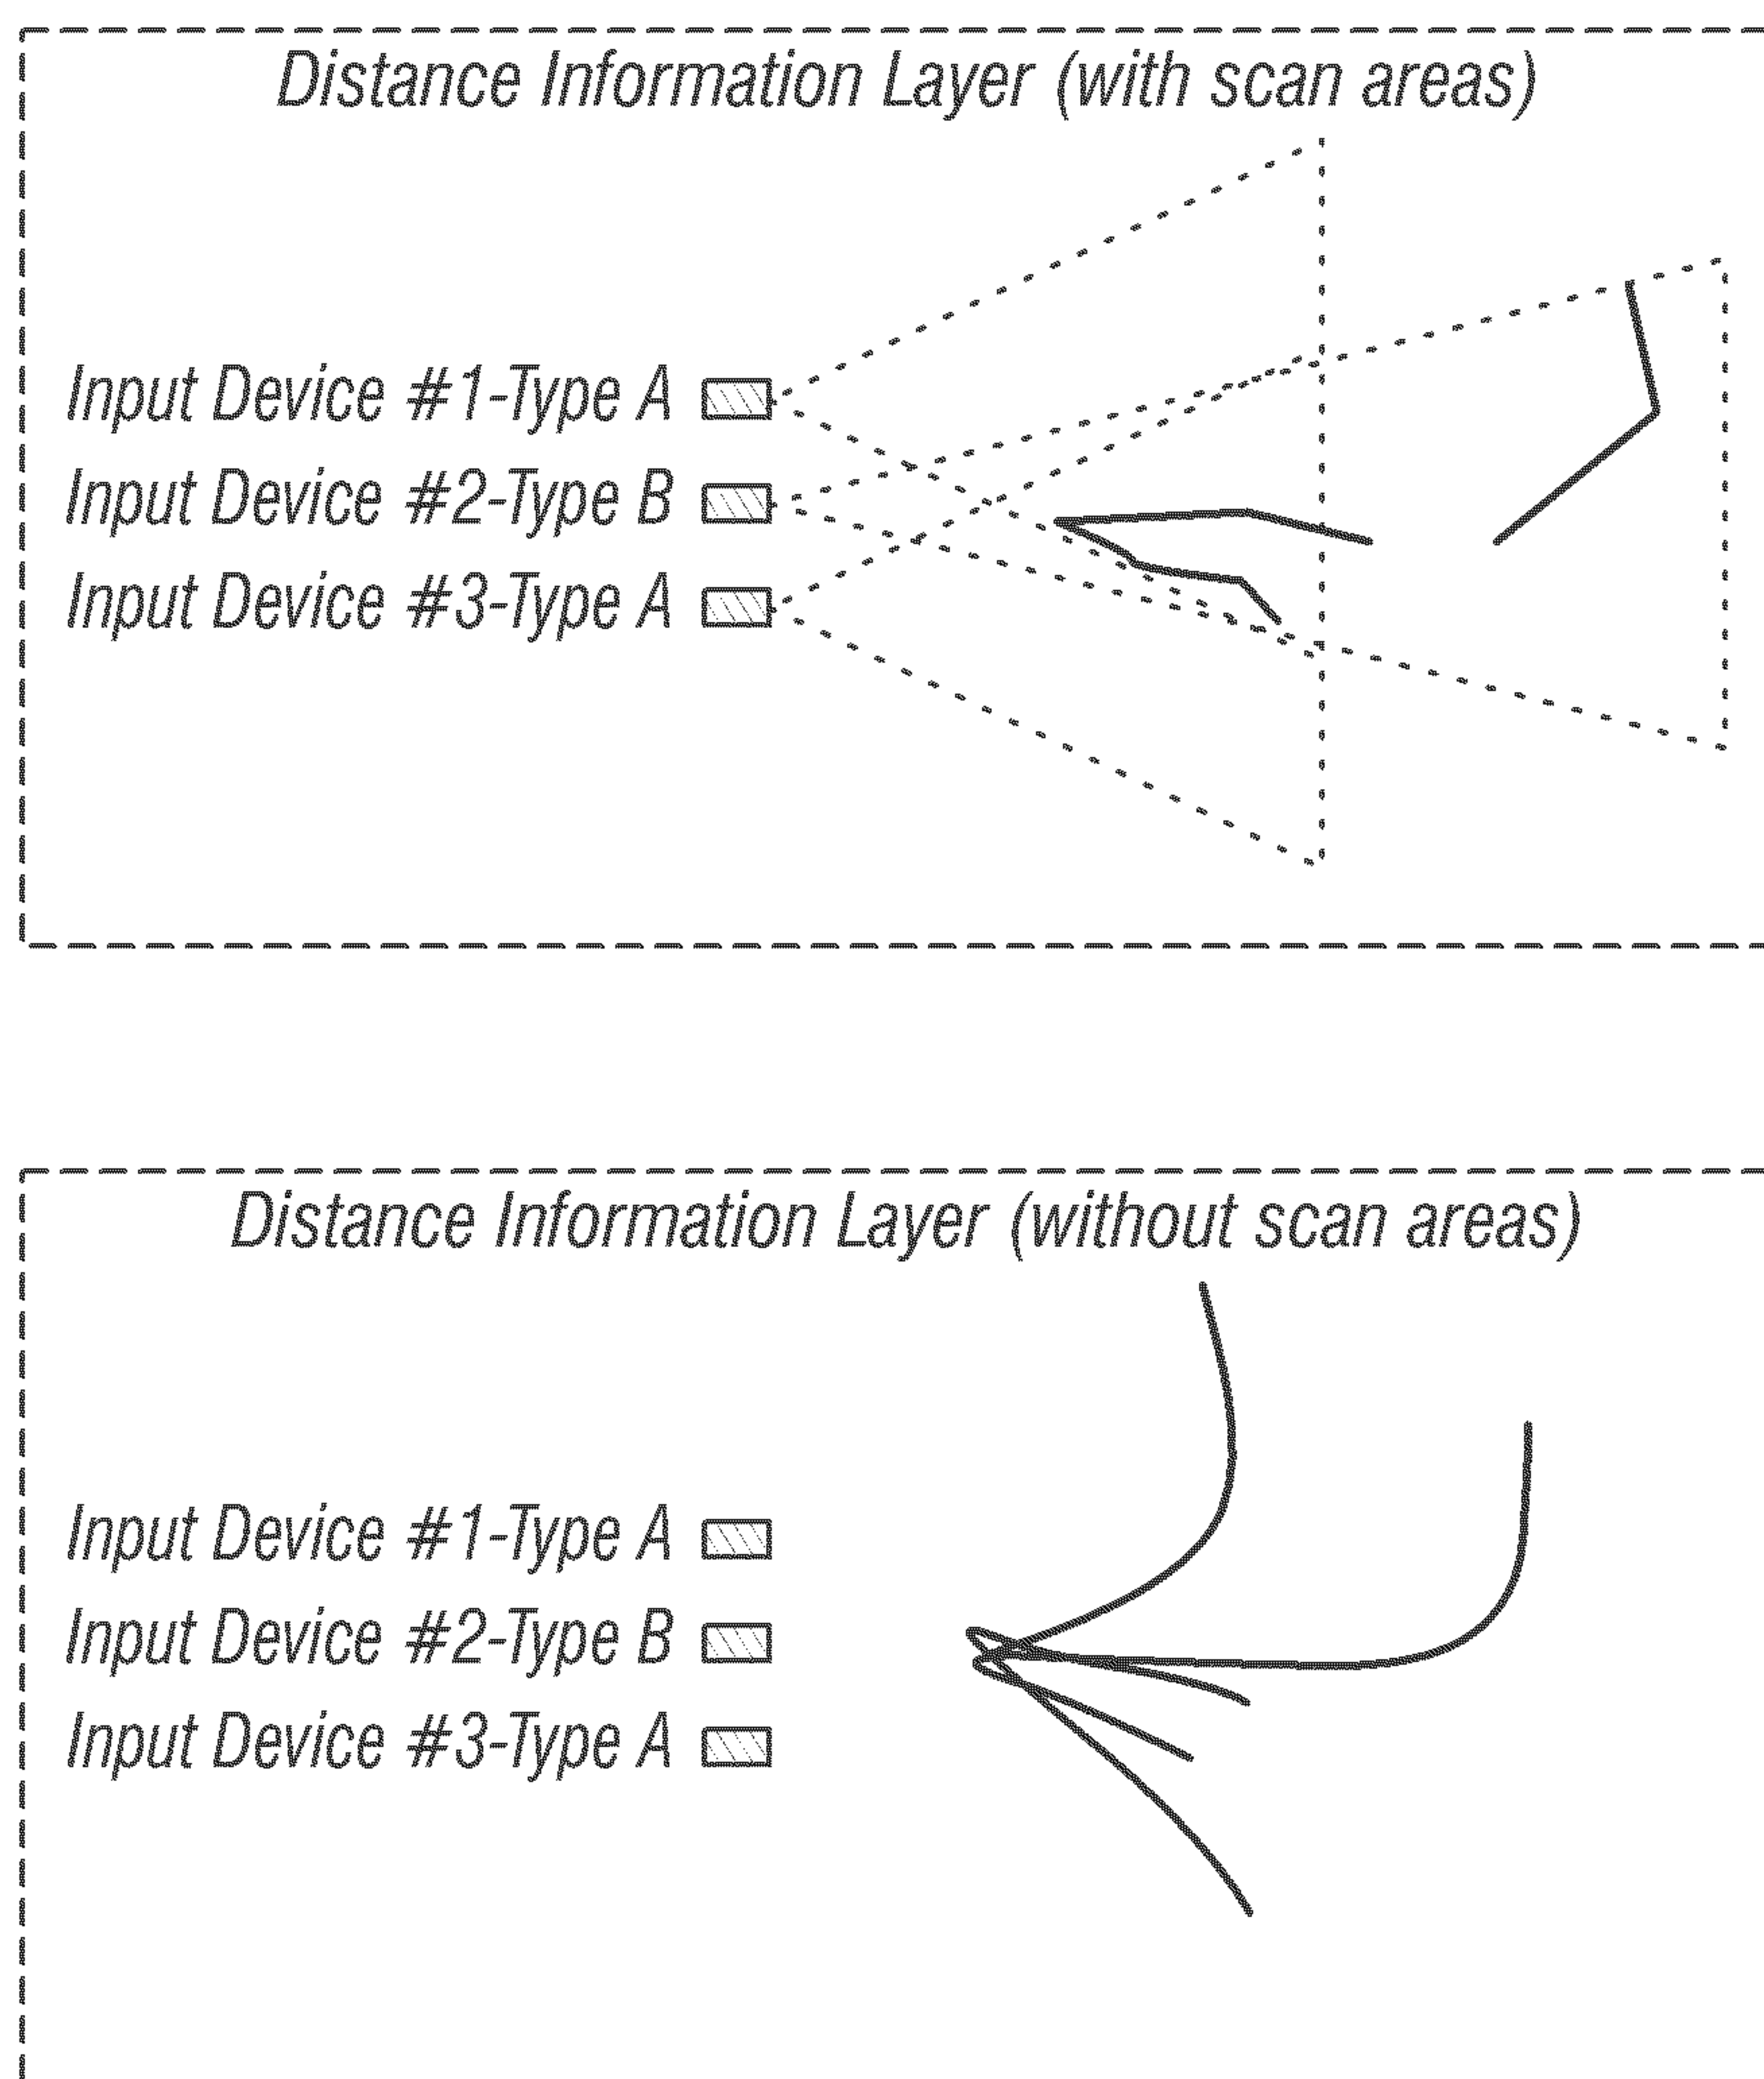 Distance Information Layer (with scan areas)
Input Device #1-Type A
Input Device #2-Type B
Input Device #3-Type A
Distance Information Layer (without scan areas)
Input Device #1-Type A
Input Device #2-Type B
Input Device #3-Type A